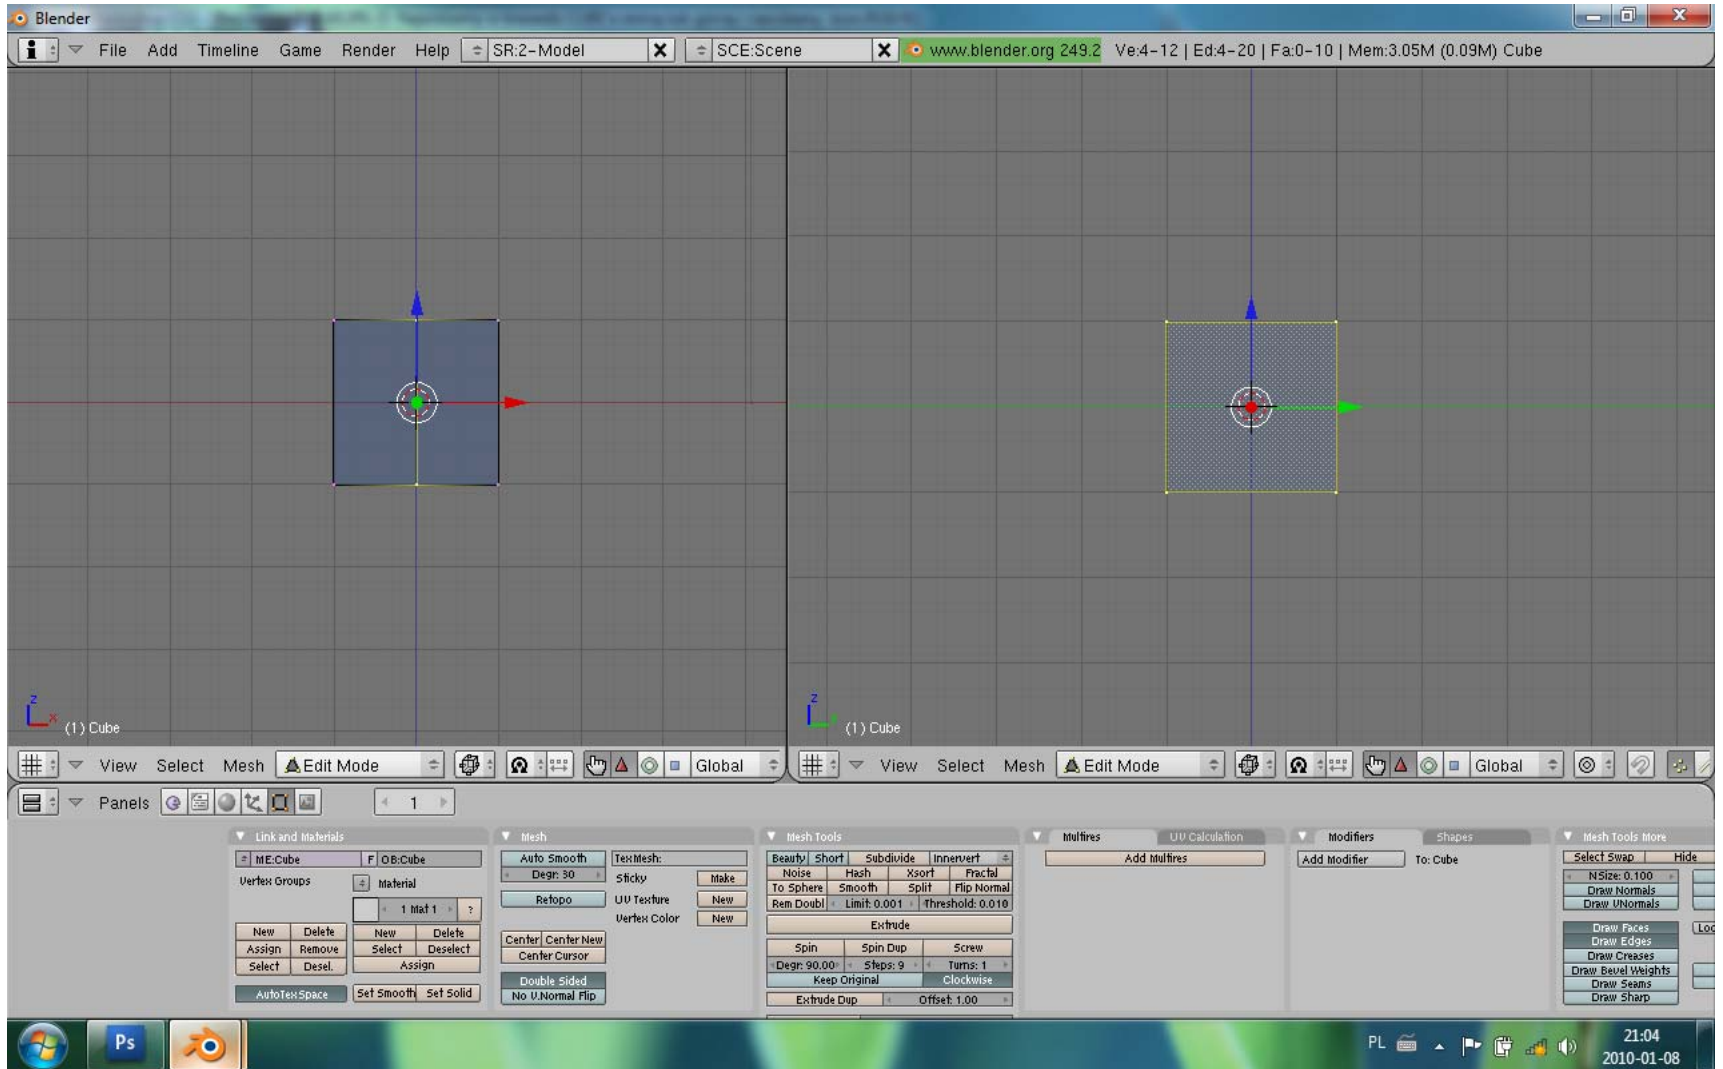 Blender
File Add Timeline Game Render Help SR:2-Model X SCE:Scene X www.blender.org 249.2 Ve:4-12 | Ed:4-20 | Fa:0-10 | Mem:3.05M (0.09M) Cube
z
x
(1) Cube
z
(1) Cube
View Select Mesh Edit Mode Global
View Select Mesh Edit Mode Global
Panels 1
Link and Materials
ME:Cube F OB:Cube
Vertex Groups Material
1 Mat 1 ?
New Delete New Delete
Assign Remove Select Deselect
Select Desel. Assign
AutoTexSpace Set Smooth Set Solid
Mesh
Auto Smooth TexMesh:
Degr: 30 Sticky Make
Retopo UV Texture New
Vertex Color New
Center Center New
Center Cursor
Double Sided
No V.Normal Flip
Mesh Tools
Beauty Short Subdivide Innervert
Noise Hash Xsort Fractal
To Sphere Smooth Split Flip Normal
Rem Doubl Limit: 0.001 Threshold: 0.010
Extrude
Spin Spin Dup Screw
Degr: 90.00 Steps: 9 Turns: 1
Keep Original Clockwise
Extrude Dup Offset: 1.00
Multires UV Calculation
Add Multires
Modifiers Shapes
Add Modifier To: Cube
Mesh Tools More
Select Swap Hide
NSize: 0.100
Draw Normals
Draw VNormals
Draw Faces Loc
Draw Edges
Draw Creases
Draw Bevel Weights
Draw Seams
Draw Sharp
Ps
PL
21:04
2010-01-08